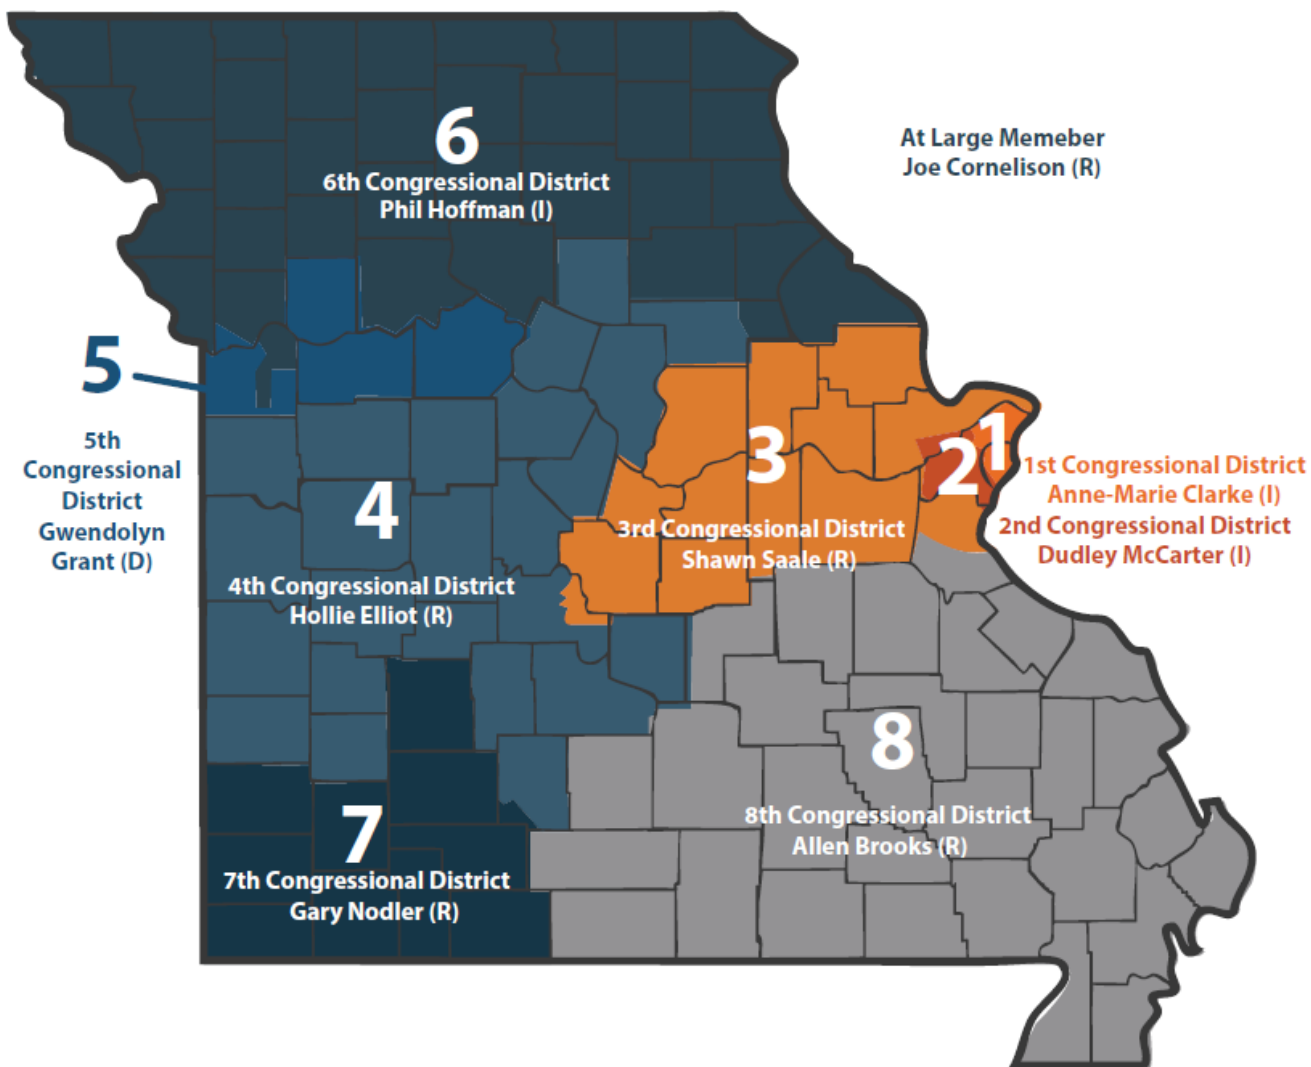 6
6th Congressional District
Phil Hoffman (I)
At Large Memeber
Joe Cornelison (R)
5
5th
Congressional
District
Gwendolyn
Grant (D)
4
4th Congressional District
Hollie Elliot (R)
3
3rd Congressional District
Shawn Saale (R)
2
1
1st Congressional District
Anne-Marie Clarke (I)
2nd Congressional District
Dudley McCarter (I)
7
7th Congressional District
Gary Nodler (R)
8
8th Congressional District
Allen Brooks (R)